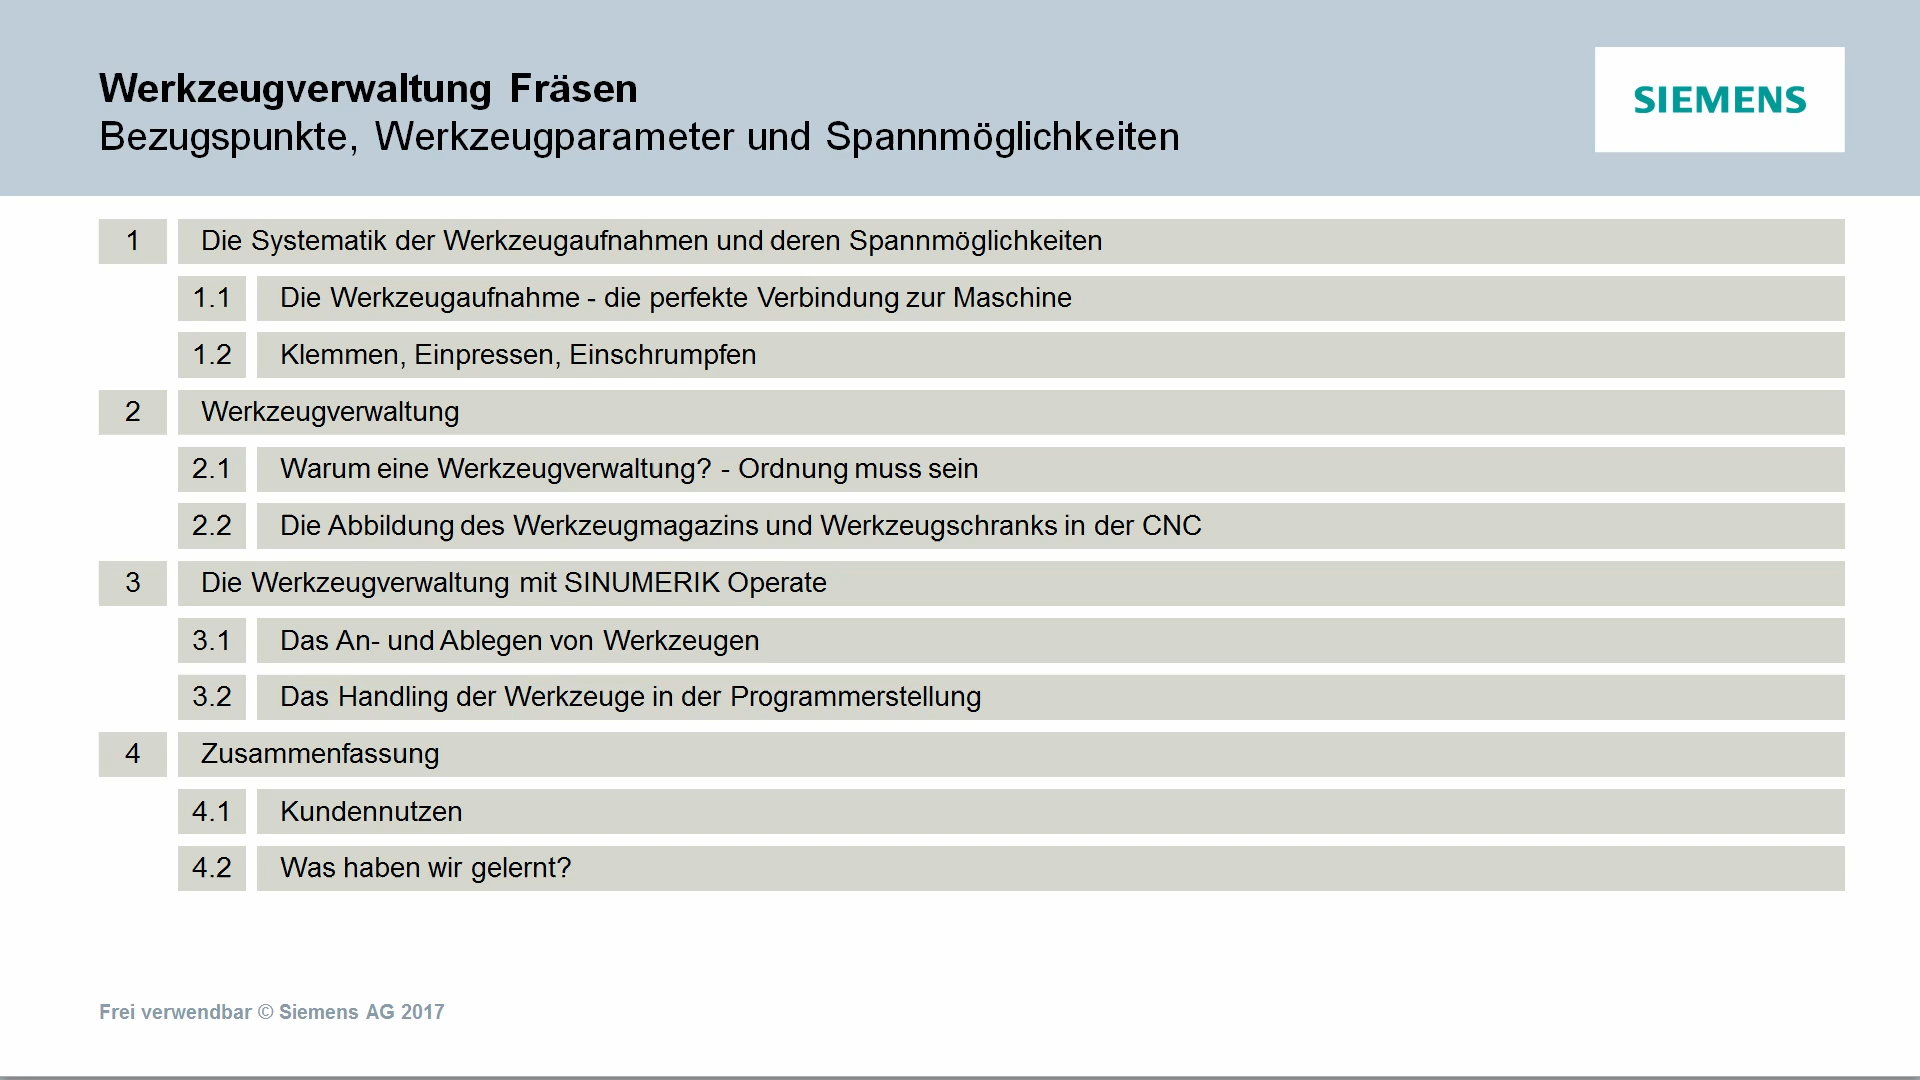 Werkzeugverwaltung Fräsen
Bezugspunkte, Werkzeugparameter und Spannmöglichkeiten
SIEMENS
1 Die Systematik der Werkzeugaufnahmen und deren Spannmöglichkeiten
1.1 Die Werkzeugaufnahme - die perfekte Verbindung zur Maschine
1.2 Klemmen, Einpressen, Einschrumpfen
2 Werkzeugverwaltung
2.1 Warum eine Werkzeugverwaltung? - Ordnung muss sein
2.2 Die Abbildung des Werkzeugmagazins und Werkzeugschranks in der CNC
3 Die Werkzeugverwaltung mit SINUMERIK Operate
3.1 Das An- und Ablegen von Werkzeugen
3.2 Das Handling der Werkzeuge in der Programmerstellung
4 Zusammenfassung
4.1 Kundennutzen
4.2 Was haben wir gelernt?
Frei verwendbar © Siemens AG 2017